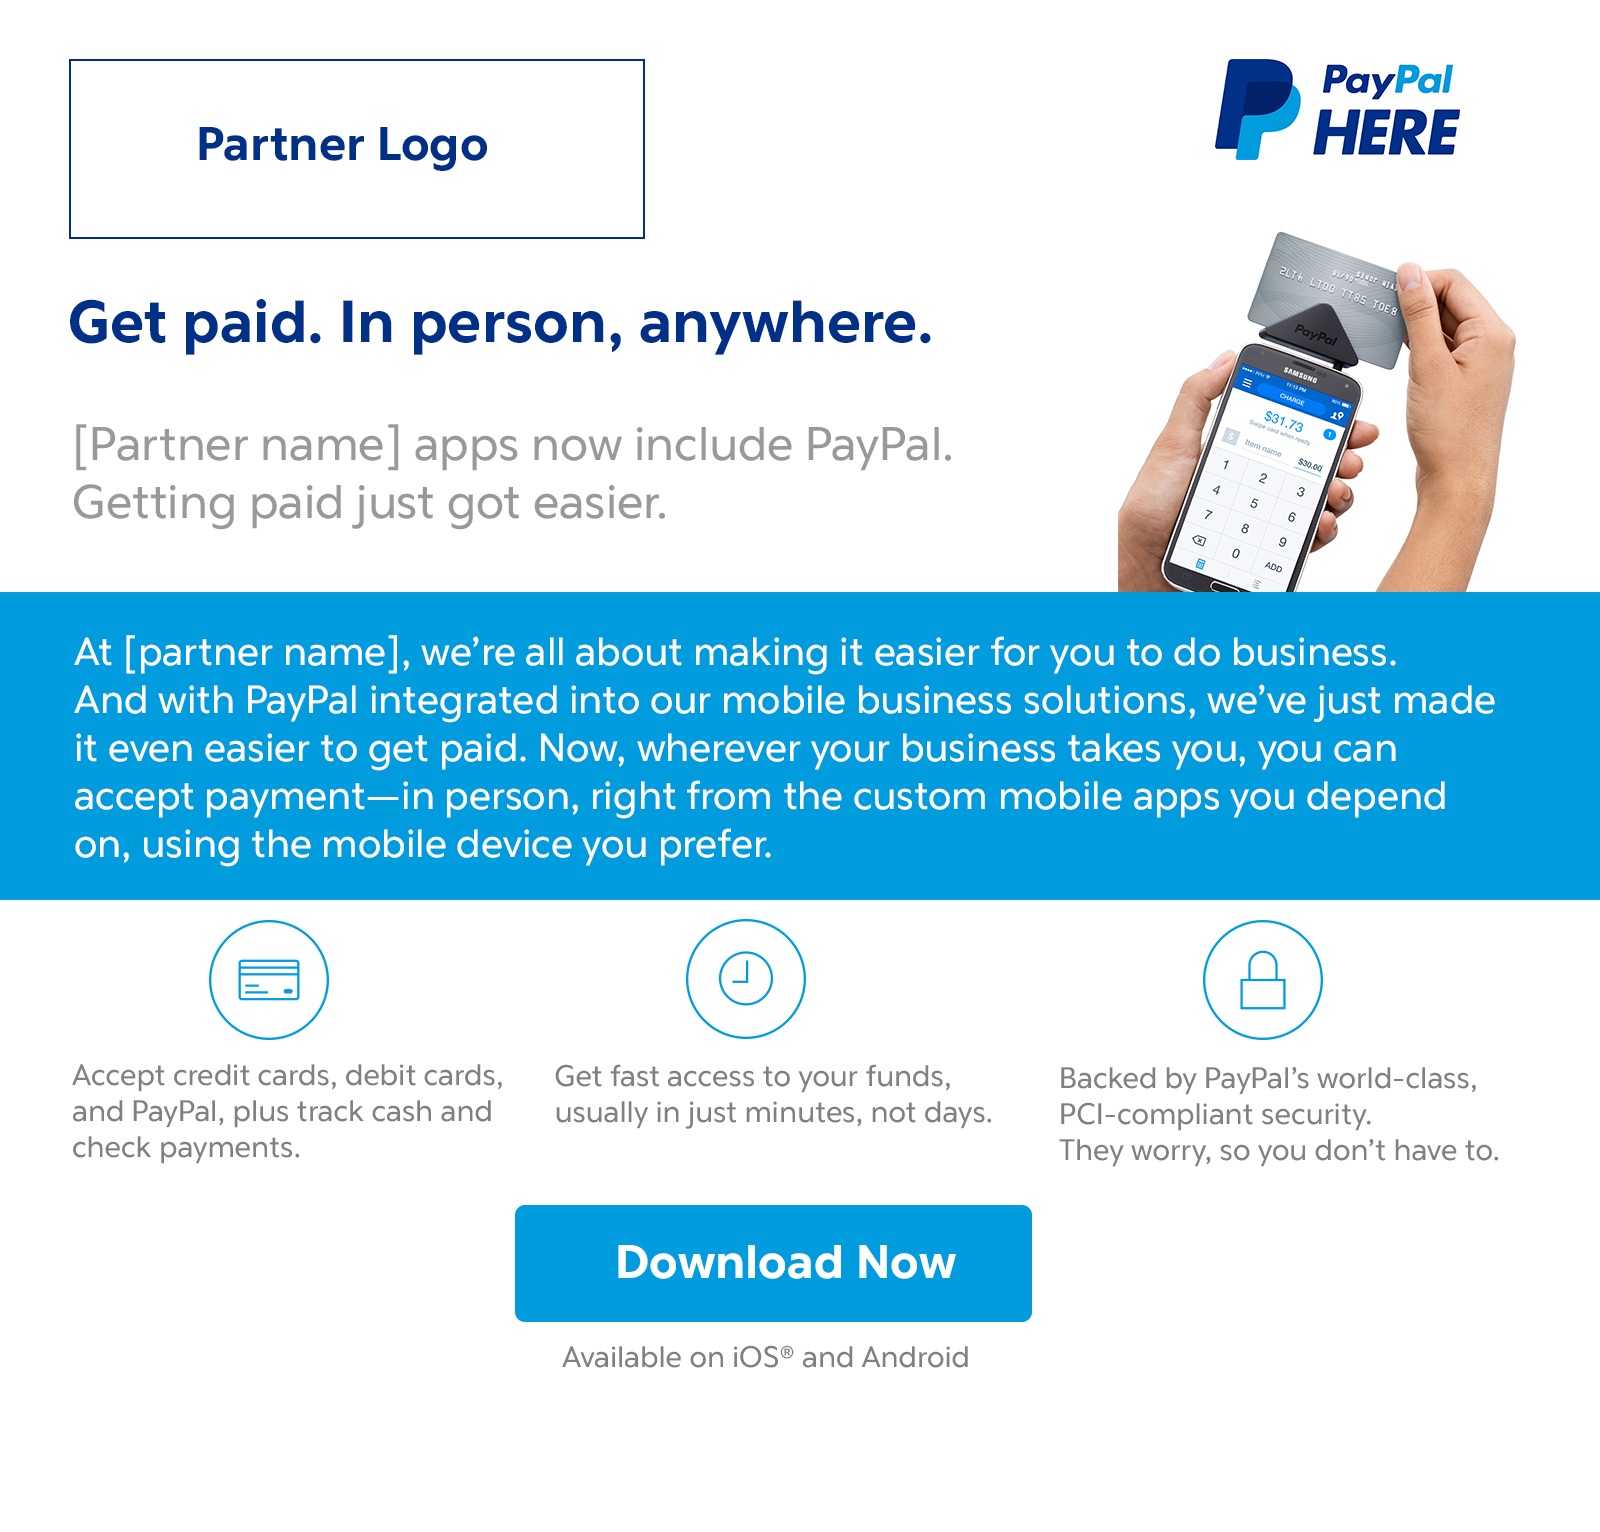 Partner Logo
PayPal
HERE
Get paid. In person, anywhere.
[Partner name] apps now include PayPal.
Getting paid just got easier.
PayPal
SAMSUNG
11:13 PM
CHARGE
$31.73
Swipe card when ready
1
$
Item name
$30.00
1 2 3
4 5 6
7 8 9
0 ADD
At [partner name], we’re all about making it easier for you to do business.
And with PayPal integrated into our mobile business solutions, we’ve just made
it even easier to get paid. Now, wherever your business takes you, you can
accept payment—in person, right from the custom mobile apps you depend
on, using the mobile device you prefer.
Accept credit cards, debit cards,
and PayPal, plus track cash and
check payments.
Get fast access to your funds,
usually in just minutes, not days.
Backed by PayPal’s world-class,
PCI-compliant security.
They worry, so you don’t have to.
Download Now
Available on iOS® and Android